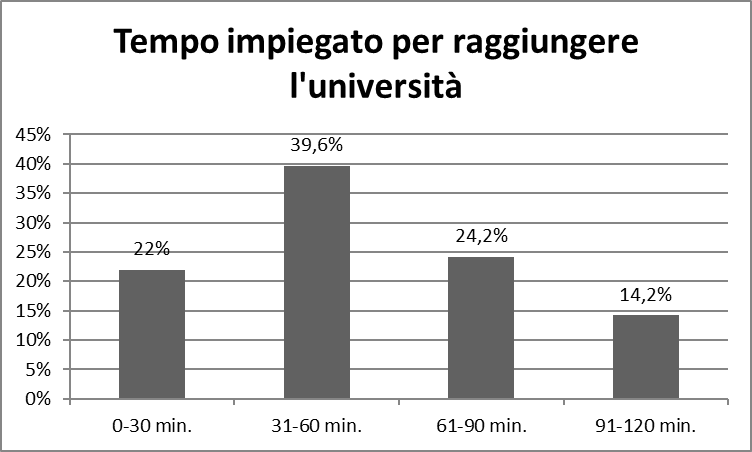 Tempo impiegato per raggiungere
l'università
45%
40%
35%
30%
25%
20%
15%
10%
5%
0%
22%
39,6%
24,2%
14,2%
0-30 min.
31-60 min.
61-90 min.
91-120 min.